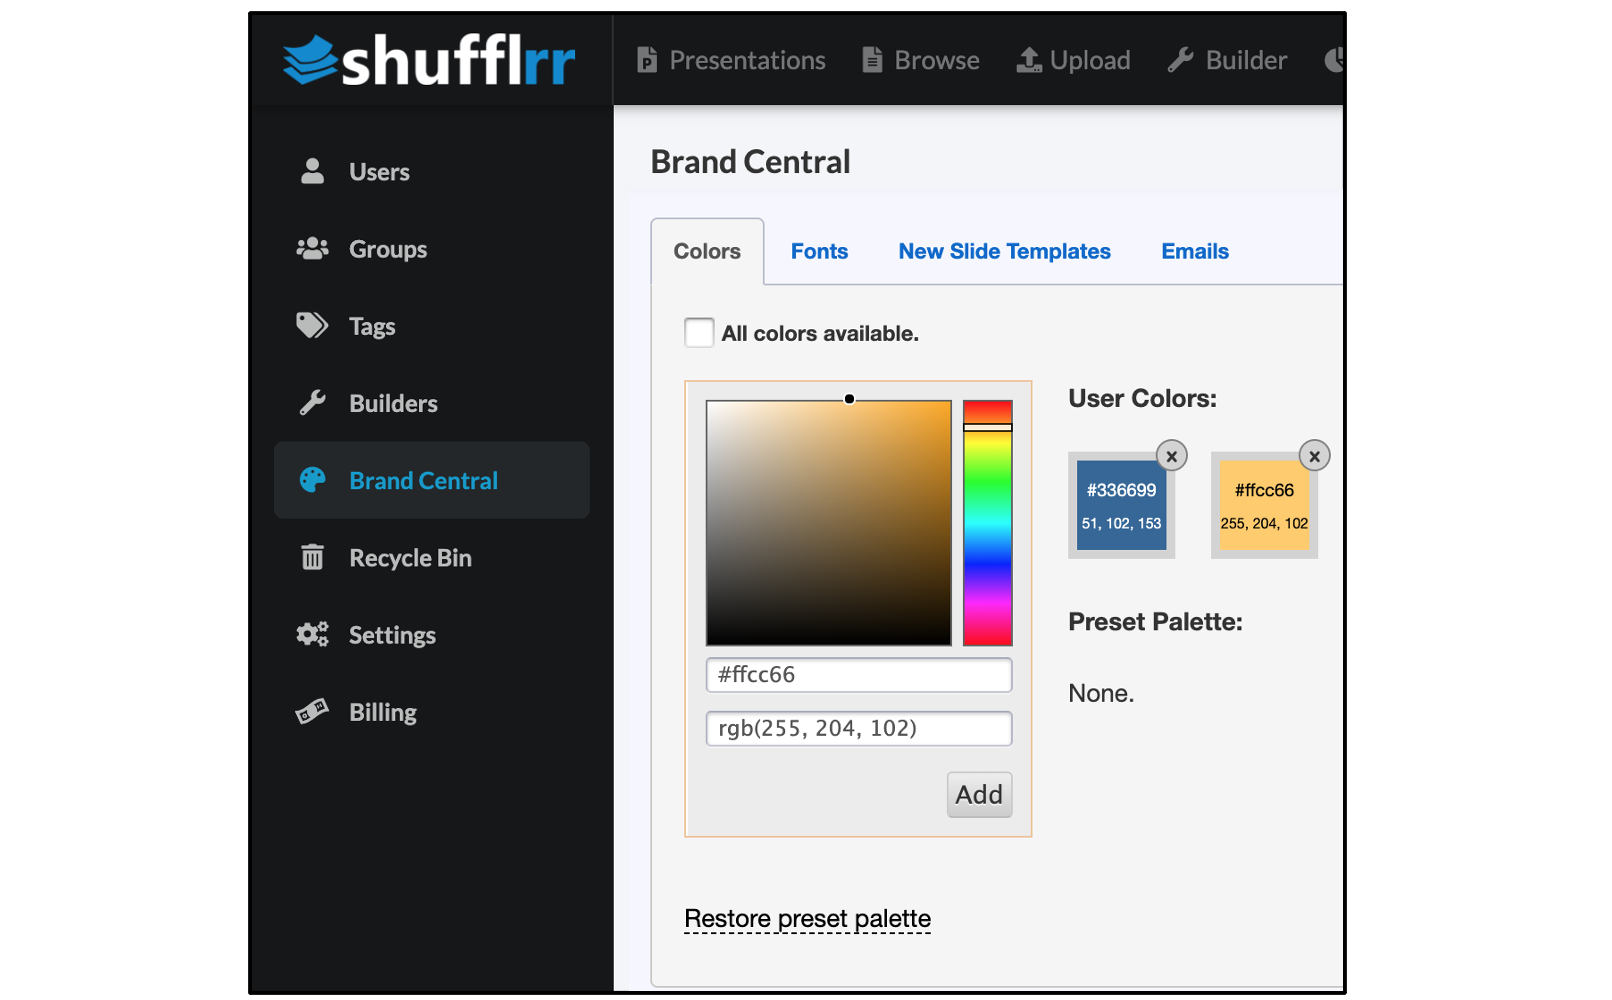 shufflrr
Presentations
Browse
Upload
Builder
Users
Groups
Tags
Builders
Brand Central
Recycle Bin
Settings
Billing
Brand Central
Colors
Fonts
New Slide Templates
Emails
All colors available.
#ffcc66
rgb(255, 204, 102)
Add
User Colors:
x
#336699
51, 102, 153
x
#ffcc66
255, 204, 102
Preset Palette:
None.
Restore preset palette